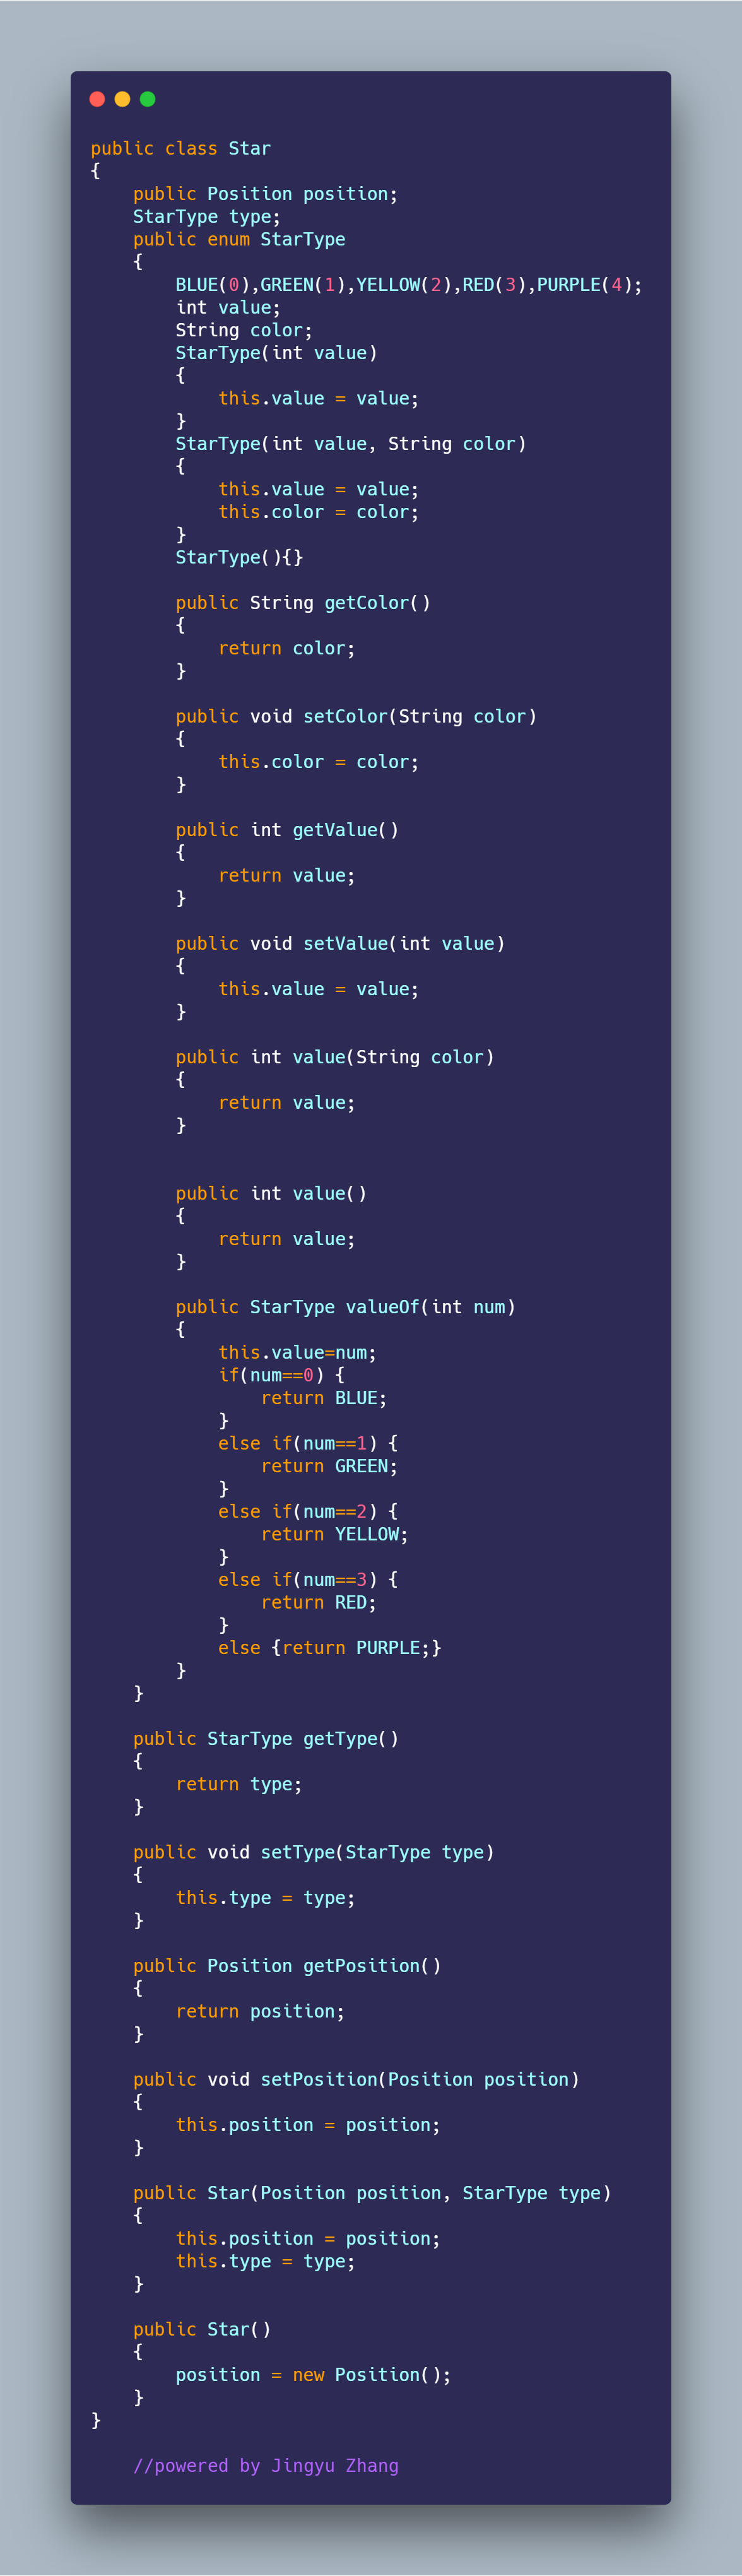 public class Star
{
    public Position position;
    StarType type;
    public enum StarType
    {
        BLUE(0),GREEN(1),YELLOW(2),RED(3),PURPLE(4);
        int value;
        String color;
        StarType(int value)
        {
            this.value = value;
        }
        StarType(int value, String color)
        {
            this.value = value;
            this.color = color;
        }
        StarType(){}

        public String getColor()
        {
            return color;
        }

        public void setColor(String color)
        {
            this.color = color;
        }

        public int getValue()
        {
            return value;
        }

        public void setValue(int value)
        {
            this.value = value;
        }

        public int value(String color)
        {
            return value;
        }


        public int value()
        {
            return value;
        }

        public StarType valueOf(int num)
        {
            this.value=num;
            if(num==0) {
                return BLUE;
            }
            else if(num==1) {
                return GREEN;
            }
            else if(num==2) {
                return YELLOW;
            }
            else if(num==3) {
                return RED;
            }
            else {return PURPLE;}
        }
    }

    public StarType getType()
    {
        return type;
    }

    public void setType(StarType type)
    {
        this.type = type;
    }

    public Position getPosition()
    {
        return position;
    }

    public void setPosition(Position position)
    {
        this.position = position;
    }

    public Star(Position position, StarType type)
    {
        this.position = position;
        this.type = type;
    }

    public Star()
    {
        position = new Position();
    }
}

    //powered by Jingyu Zhang